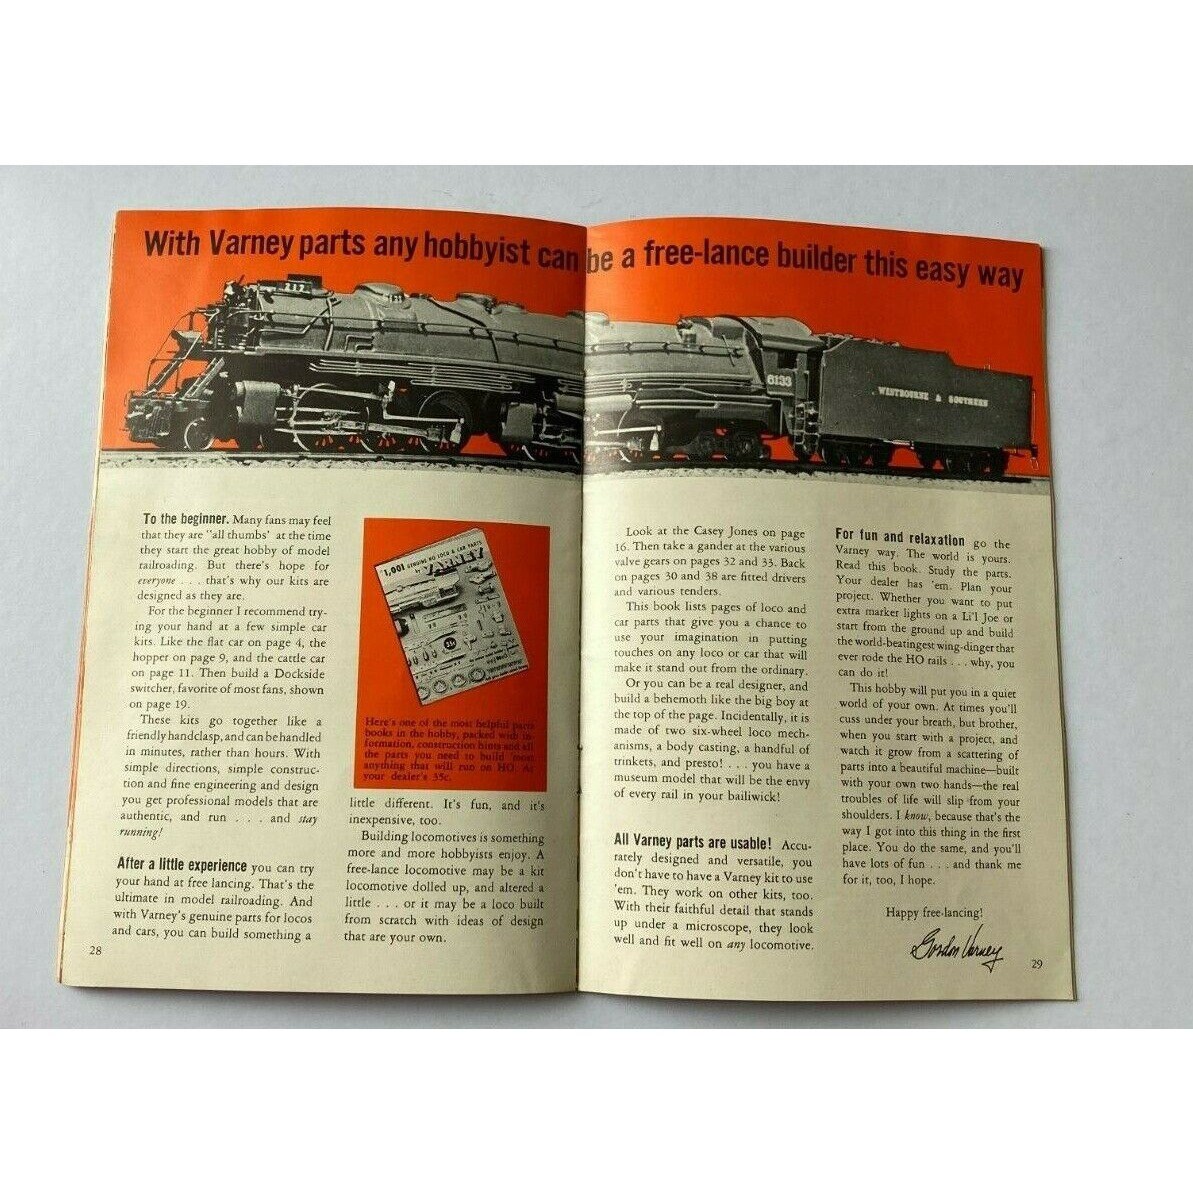 With Varney parts any hobbyist can be a free-lance builder this easy way
217
6133
WESTBOURNE & SOUTHERN
To the beginner. Many fans may feel
that they are "all thumbs' at the time
they start the great hobby of model
railroading. But there's hope for
everyone . . . that's why our kits are
designed as they are.
For the beginner I recommend try-
ing your hand at a few simple car
kits. Like the flat car on page 4, the
hopper on page 9, and the cattle car
on page 11. Then build a Dockside
switcher, favorite of most fans, shown
on page 19.
These kits go together like a
friendly handclasp, and can be handled
in minutes, rather than hours. With
simple directions, simple construc-
tion and fine engineering and design
you get professional models that are
authentic, and run . . . and stay
running!
After a little experience you can try
your hand at free lancing. That's the
ultimate in model railroading. And
with Varney's genuine parts for locos
and cars, you can build something a
28
1,001 GENUINE HO LOCO & CAR PARTS
by VARNEY
Here's one of the most helpful parts
books in the hobby, packed with in-
formation, construction hints and all
the parts you need to build 'most
anything that will run on HO. At
your dealer's 35c.
little different. It's fun, and it's
inexpensive, too.
Building locomotives is something
more and more hobbyists enjoy. A
free-lance locomotive may be a kit
locomotive dolled up, and altered a
little . . . or it may be a loco built
from scratch with ideas of design
that are your own.
Look at the Casey Jones on page
16. Then take a gander at the various
valve gears on pages 32 and 33. Back
on pages 30 and 38 are fitted drivers
and various tenders.
This book lists pages of loco and
car parts that give you a chance to
use your imagination in putting
touches on any loco or car that will
make it stand out from the ordinary.
Or you can be a real designer, and
build a behemoth like the big boy at
the top of the page. Incidentally, it is
made of two six-wheel loco mech-
anisms, a body casting, a handful of
trinkets, and presto! . . . you have a
museum model that will be the envy
of every rail in your bailiwick!
All Varney parts are usable! Accu-
rately designed and versatile, you
don't have to have a Varney kit to use
'em. They work on other kits, too.
With their faithful detail that stands
up under a microscope, they look
well and fit well on any locomotive.
For fun and relaxation go the
Varney way. The world is yours.
Read this book. Study the parts.
Your dealer has 'em. Plan your
project. Whether you want to put
extra marker lights on a Li'l Joe or
start from the ground up and build
the world-beatingest wing-dinger that
ever rode the HO rails . . . why, you
can do it!
This hobby will put you in a quiet
world of your own. At times you'll
cuss under your breath, but brother,
when you start with a project, and
watch it grow from a scattering of
parts into a beautiful machine—built
with your own two hands—the real
troubles of life will slip from your
shoulders. I know, because that's the
way I got into this thing in the first
place. You do the same, and you'll
have lots of fun . . . and thank me
for it, too, I hope.
Happy free-lancing!
Gordon Varney
29